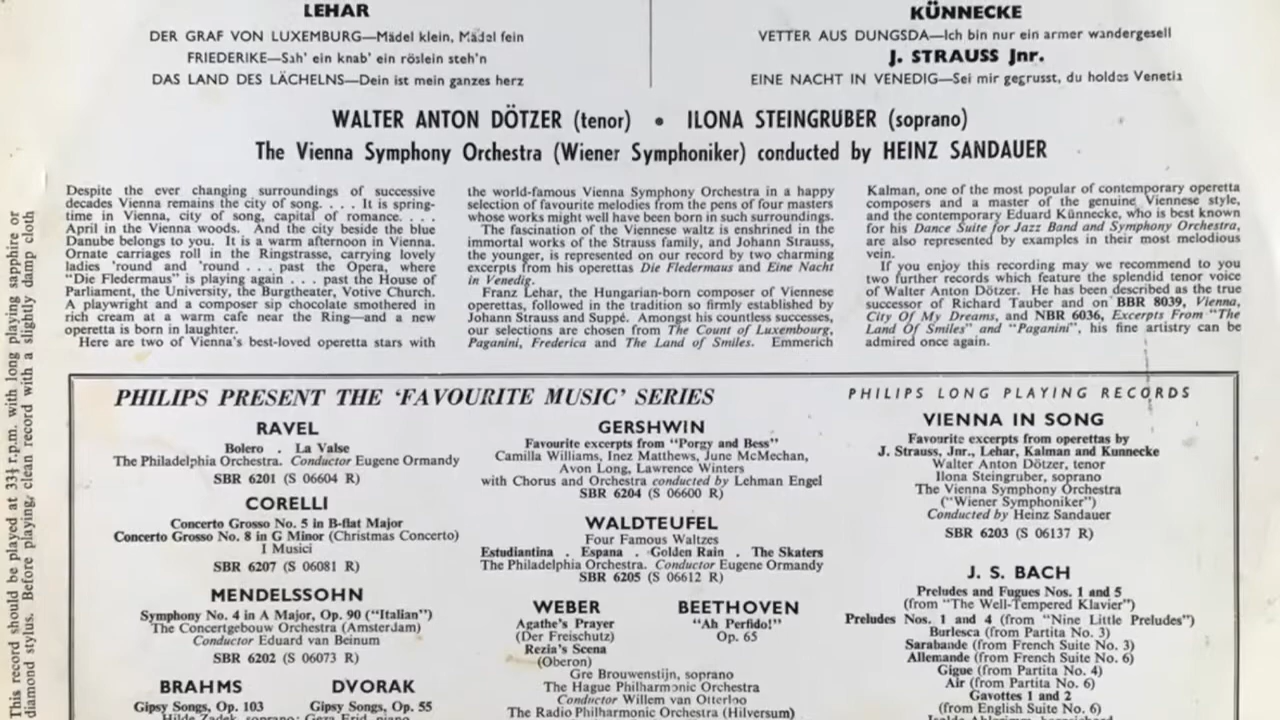 LEHAR
DER GRAF VON LUXEMBURG—Mädel klein, Mädel fein
FRIEDERIKE—Sah' ein knab' ein röslein steh'n
DAS LAND DES LÄCHELNS—Dein ist mein ganzes herz
KÜNNECKE
VETTER AUS DUNGSDA—Ich bin nur ein armer wandergesell
J. STRAUSS Jnr.
EINE NACHT IN VENEDIG—Sei mir gegrusst, du holdes Venetia
WALTER ANTON DÖTZER (tenor) • ILONA STEINGRUBER (soprano)
The Vienna Symphony Orchestra (Wiener Symphoniker) conducted by HEINZ SANDAUER
Despite the ever changing surroundings of successive
decades Vienna remains the city of song. . . . It is spring-
time in Vienna, city of song, capital of romance. . . .
April in the Vienna woods. And the city beside the blue
Danube belongs to you. It is a warm afternoon in Vienna.
Ornate carriages roll in the Ringstrasse, carrying lovely
ladies 'round and 'round . . . past the Opera, where
"Die Fledermaus" is playing again . . . past the House of
Parliament, the University, the Burgtheater, Votive Church.
A playwright and a composer sip chocolate smothered in
rich cream at a warm cafe near the Ring—and a new
operetta is born in laughter.
Here are two of Vienna's best-loved operetta stars with
the world-famous Vienna Symphony Orchestra in a happy
selection of favourite melodies from the pens of four masters
whose works might well have been born in such surroundings.
The fascination of the Viennese waltz is enshrined in the
immortal works of the Strauss family, and Johann Strauss,
the younger, is represented on our record by two charming
excerpts from his operettas Die Fledermaus and Eine Nacht
in Venedig.
Franz Lehar, the Hungarian-born composer of Viennese
operettas, followed in the tradition so firmly established by
Johann Strauss and Suppé. Amongst his countless successes,
our selections are chosen from The Count of Luxembourg,
Paganini, Frederica and The Land of Smiles. Emmerich
Kalman, one of the most popular of contemporary operetta
composers and a master of the genuine Viennese style,
and the contemporary Eduard Künnecke, who is best known
for his Dance Suite for Jazz Band and Symphony Orchestra,
are also represented by examples in their most melodious
vein.
If you enjoy this recording may we recommend to you
two further records which feature the splendid tenor voice
of Walter Anton Dötzer. He has been described as the true
successor of Richard Tauber and on BBR 8039, Vienna,
City Of My Dreams, and NBR 6036, Excerpts From "The
Land Of Smiles" and "Paganini", his fine artistry can be
admired once again.
This record should be played at 33⅓ r.p.m. with long playing sapphire or
diamond stylus. Before playing, clean record with a slightly damp cloth
PHILIPS PRESENT THE 'FAVOURITE MUSIC' SERIES
PHILIPS LONG PLAYING RECORDS
RAVEL
Bolero . La Valse
The Philadelphia Orchestra. Conductor Eugene Ormandy
SBR 6201 (S 06604 R)
CORELLI
Concerto Grosso No. 5 in B-flat Major
Concerto Grosso No. 8 in G Minor (Christmas Concerto)
I Musici
SBR 6207 (S 06081 R)
MENDELSSOHN
Symphony No. 4 in A Major, Op. 90 ("Italian")
The Concertgebouw Orchestra (Amsterdam)
Conductor Eduard van Beinum
SBR 6202 (S 06073 R)
BRAHMS
Gipsy Songs, Op. 103
DVORAK
Gipsy Songs, Op. 55
Hilde Zadek, soprano; Geza Frid, piano
GERSHWIN
Favourite excerpts from "Porgy and Bess"
Camilla Williams, Inez Matthews, June McMechan,
Avon Long, Lawrence Winters
with Chorus and Orchestra conducted by Lehman Engel
SBR 6204 (S 06600 R)
WALDTEUFEL
Four Famous Waltzes
Estudiantina . Espana . Golden Rain . The Skaters
The Philadelphia Orchestra. Conductor Eugene Ormandy
SBR 6205 (S 06612 R)
WEBER
Agathe's Prayer
(Der Freischutz)
Rezia's Scena
(Oberon)
BEETHOVEN
"Ah Perfido!"
Op. 65
Gre Brouwenstijn, soprano
The Hague Philharmonic Orchestra
Conductor Willem van Otterloo
The Radio Philharmonic Orchestra (Hilversum)
VIENNA IN SONG
Favourite excerpts from operettas by
J. Strauss, Jnr., Lehar, Kalman and Kunnecke
Walter Anton Dötzer, tenor
Ilona Steingruber, soprano
The Vienna Symphony Orchestra
("Wiener Symphoniker")
Conducted by Heinz Sandauer
SBR 6203 (S 06137 R)
J. S. BACH
Preludes and Fugues Nos. 1 and 5
(from "The Well-Tempered Klavier")
Preludes Nos. 1 and 4 (from "Nine Little Preludes")
Burlesca (from Partita No. 3)
Sarabande (from French Suite No. 3)
Allemande (from French Suite No. 6)
Gigue (from Partita No. 4)
Air (from Partita No. 6)
Gavottes 1 and 2
(from English Suite No. 6)